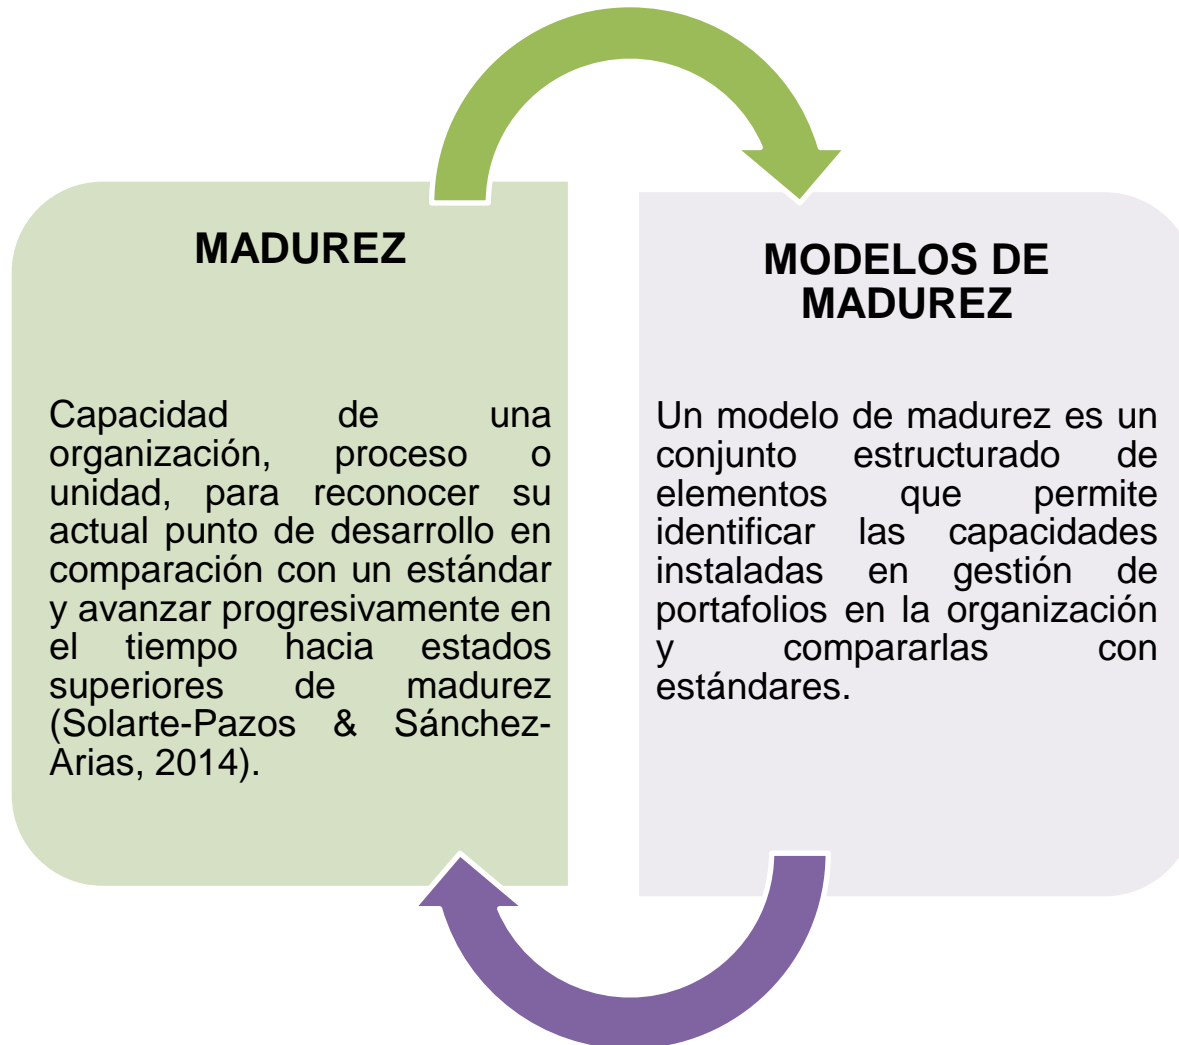 MADUREZ
Capacidad de una
organización, proceso o
unidad, para reconocer su
actual punto de desarrollo en
comparación con un estándar
y avanzar progresivamente en
el tiempo hacia estados
superiores de madurez
(Solarte-Pazos & Sánchez-
Arias, 2014).
MODELOS DE
MADUREZ
Un modelo de madurez es un
conjunto estructurado de
elementos que permite
identificar las capacidades
instaladas en gestión de
portafolios en la organización
y compararlas con
estándares.